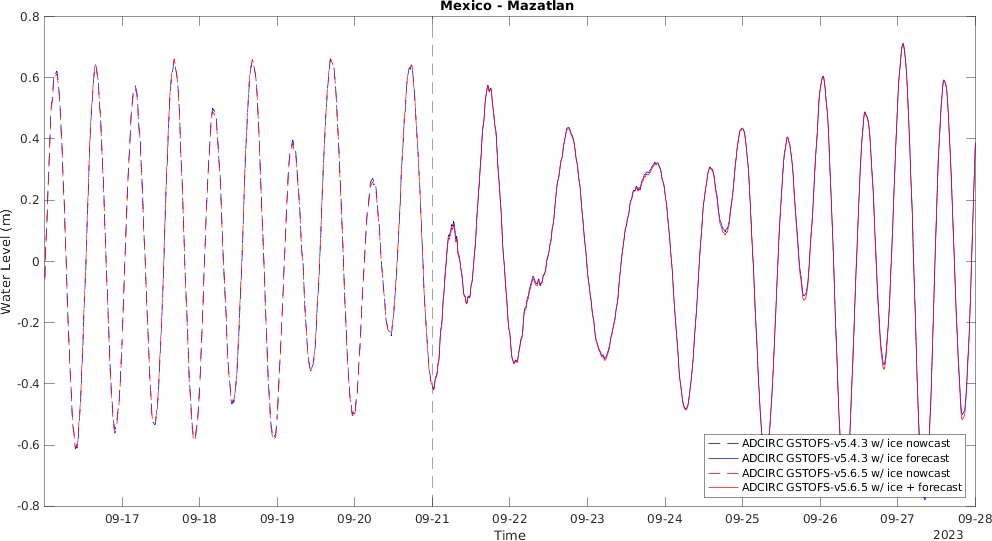 Mexico - Mazatlan
Water Level (m)
0.8
0.6
0.4
0.2
0
-0.2
-0.4
-0.6
-0.8
ADCIRC GSTOFS-v5.4.3 w/ ice nowcast
ADCIRC GSTOFS-v5.4.3 w/ ice forecast
ADCIRC GSTOFS-v5.6.5 w/ ice nowcast
ADCIRC GSTOFS-v5.6.5 w/ ice + forecast
09-17 09-18 09-19 09-20 09-21 09-22 09-23 09-24 09-25 09-26 09-27 09-28
Time
2023